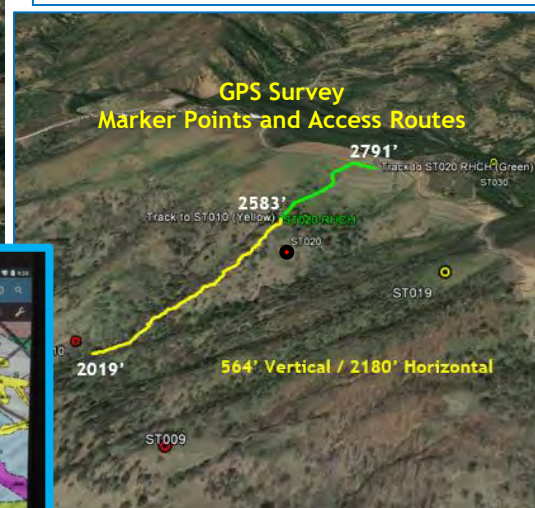 GPS Survey
Marker Points and Access Routes
2791'
Track to ST020 RHCH (Green)
ST030
2583'
Track to ST010 (Yellow)
ST020 RHCH
ST020
ST019
10
2019'
564' Vertical / 2180' Horizontal
ST009